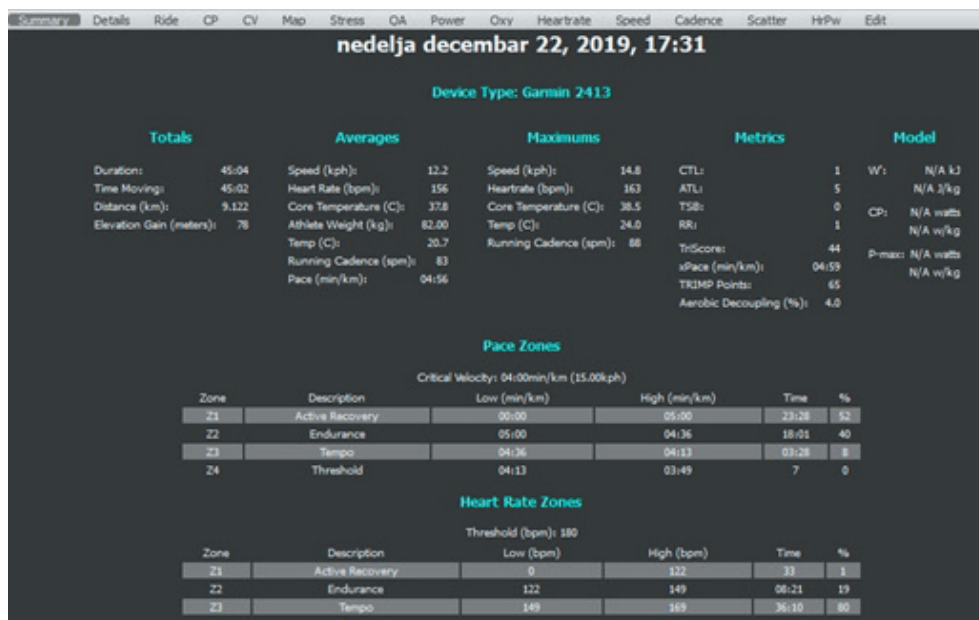 Summary Details Ride CP CV Map Stress QA Power Oxy Heartrate Speed Cadence Scatter HrPw Edit
nedelja decembar 22, 2019, 17:31
Device Type: Garmin 2413
Totals
Duration: 45:04
Time Moving: 45:02
Distance (km): 9.122
Elevation Gain (meters): 78
Averages
Speed (kph): 12.2
Heart Rate (bpm): 156
Core Temperature (C): 37.8
Athlete Weight (kg): 82.00
Temp (C): 20.7
Running Cadence (spm): 83
Pace (min/km): 04:56
Maximums
Speed (kph): 14.8
Heartrate (bpm): 163
Core Temperature (C): 38.5
Temp (C): 24.0
Running Cadence (spm): 88
Metrics
CTL: 1
ATL: 5
TSB: 0
RR: 1
TriScore: 44
xPace (min/km): 04:59
TRIMP Points: 65
Aerobic Decoupling (%): 4.0
Model
W': N/A kJ
N/A J/kg
CP: N/A watts
N/A w/kg
P-max: N/A watts
N/A w/kg
Pace Zones
Critical Velocity: 04:00min/km (15.00kph)
Zone Description Low (min/km) High (min/km) Time %
Z1 Active Recovery 00:00 05:00 23:28 52
Z2 Endurance 05:00 04:36 18:01 40
Z3 Tempo 04:36 04:13 03:28 8
Z4 Threshold 04:13 03:49 7 0
Heart Rate Zones
Threshold (bpm): 180
Zone Description Low (bpm) High (bpm) Time %
Z1 Active Recovery 0 122 33 1
Z2 Endurance 122 149 08:21 19
Z3 Tempo 149 169 36:10 80